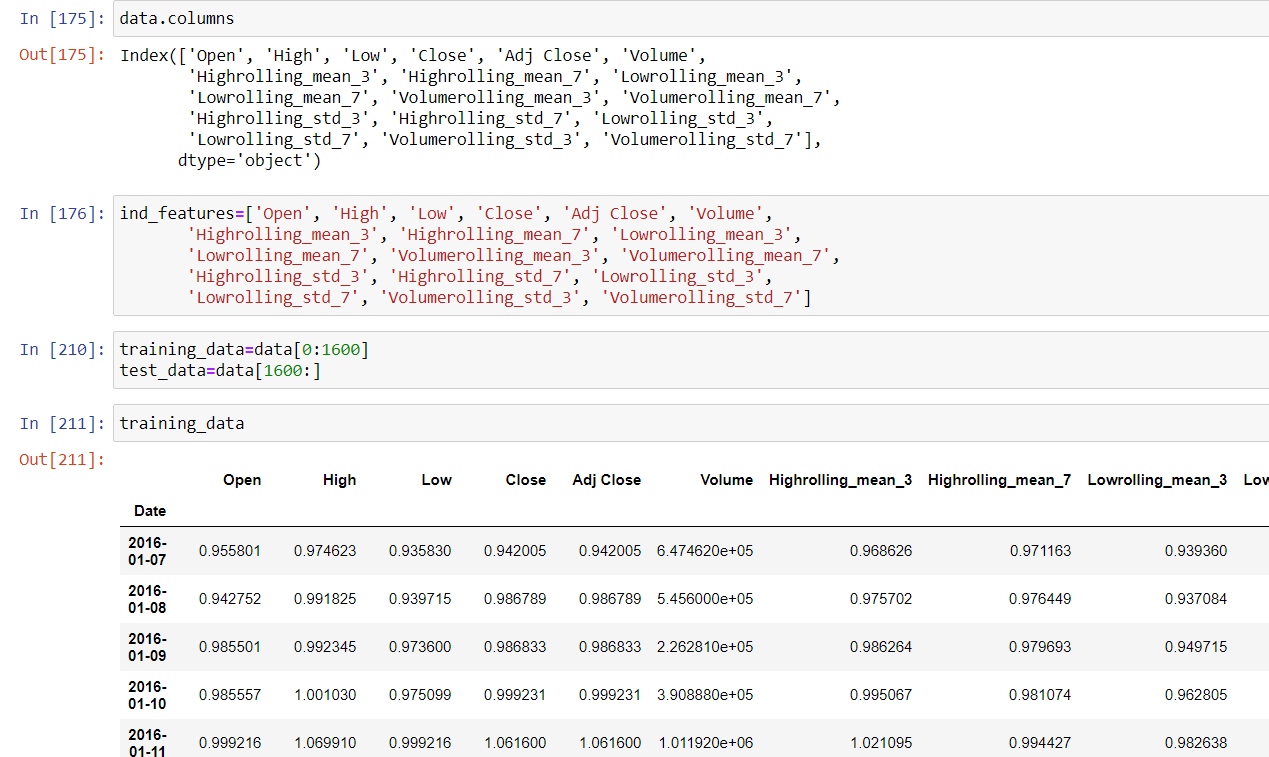 In [175]: data.columns
Out[175]: Index(['Open', 'High', 'Low', 'Close', 'Adj Close', 'Volume',
'Highrolling_mean_3', 'Highrolling_mean_7', 'Lowrolling_mean_3',
'Lowrolling_mean_7', 'Volumerolling_mean_3', 'Volumerolling_mean_7',
'Highrolling_std_3', 'Highrolling_std_7', 'Lowrolling_std_3',
'Lowrolling_std_7', 'Volumerolling_std_3', 'Volumerolling_std_7'],
dtype='object')
In [176]: ind_features=['Open', 'High', 'Low', 'Close', 'Adj Close', 'Volume',
'Highrolling_mean_3', 'Highrolling_mean_7', 'Lowrolling_mean_3',
'Lowrolling_mean_7', 'Volumerolling_mean_3', 'Volumerolling_mean_7',
'Highrolling_std_3', 'Highrolling_std_7', 'Lowrolling_std_3',
'Lowrolling_std_7', 'Volumerolling_std_3', 'Volumerolling_std_7']
In [210]: training_data=data[0:1600]
test_data=data[1600:]
In [211]: training_data
Out[211]:
Open High Low Close Adj Close Volume Highrolling_mean_3 Highrolling_mean_7 Lowrolling_mean_3
Date
2016-
01-07 0.955801 0.974623 0.935830 0.942005 0.942005 6.474620e+05 0.968626 0.971163 0.939360
2016-
01-08 0.942752 0.991825 0.939715 0.986789 0.986789 5.456000e+05 0.975702 0.976449 0.937084
2016-
01-09 0.985501 0.992345 0.973600 0.986833 0.986833 2.262810e+05 0.986264 0.979693 0.949715
2016-
01-10 0.985557 1.001030 0.975099 0.999231 0.999231 3.908880e+05 0.995067 0.981074 0.962805
2016-
01-11 0.999216 1.069910 0.999216 1.061600 1.061600 1.011920e+06 1.021095 0.994427 0.982638